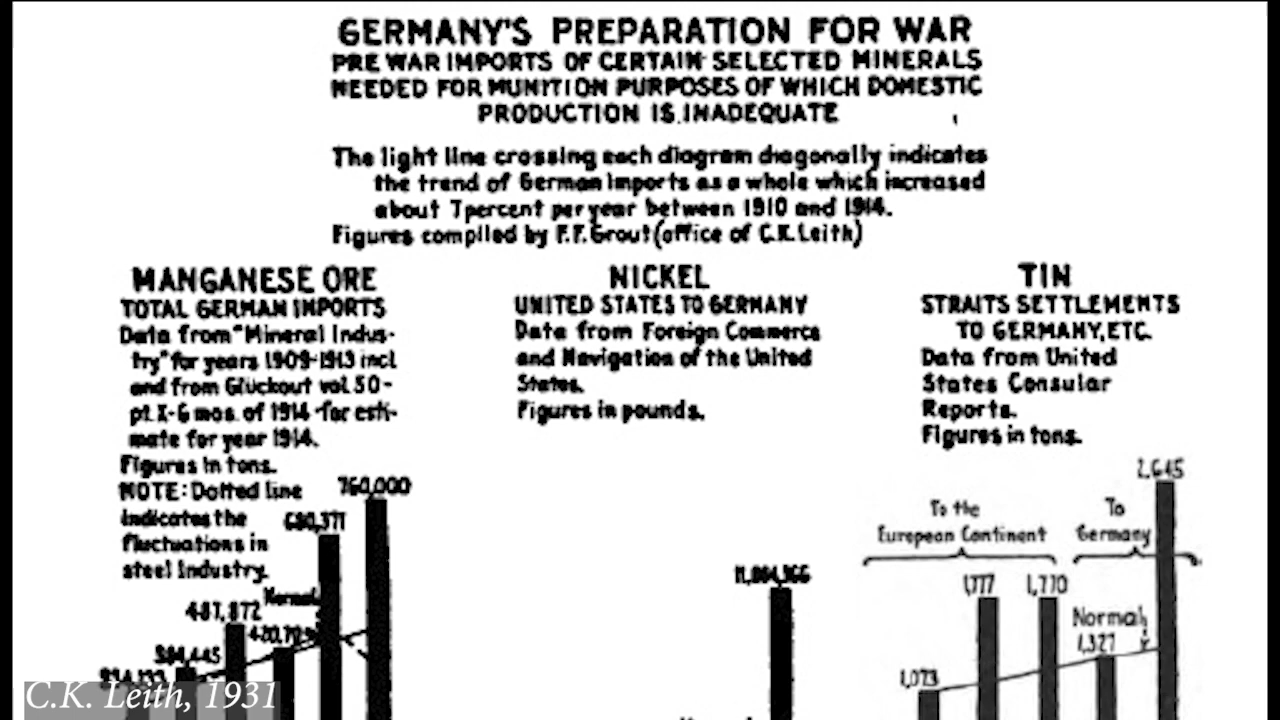 GERMANY'S PREPARATION FOR WAR
PRE WAR IMPORTS OF CERTAIN SELECTED MINERALS
NEEDED FOR MUNITION PURPOSES OF WHICH DOMESTIC
PRODUCTION IS INADEQUATE
The light line crossing each diagram diagonally indicates
the trend of German imports as a whole which increased
about 7percent per year between 1910 and 1914.
Figures compiled by F.F. Grout (office of C.K. Leith)
MANGANESE ORE
TOTAL GERMAN IMPORTS
Data from "Mineral Indus-
try" for years 1909-1913 incl
and from Glückout vol. 50-
pt. X-6 mos. of 1914 -for esti-
mate for year 1914.
Figures in tons.
NOTE: Dotted line
indicates the
fluctuations in
steel industry.
760,000
680,371
487,872
Normal
NICKEL
UNITED STATES TO GERMANY
Data from Foreign Commerce
and Navigation of the United
States.
Figures in pounds.
TIN
STRAITS SETTLEMENTS
TO GERMANY, ETC.
Data from United
States Consular
Reports.
Figures in tons.
2,645
To the
European Continent
To
Germany
1,777
1,770
Normal
1,327
1,073
C.K. Leith, 1931